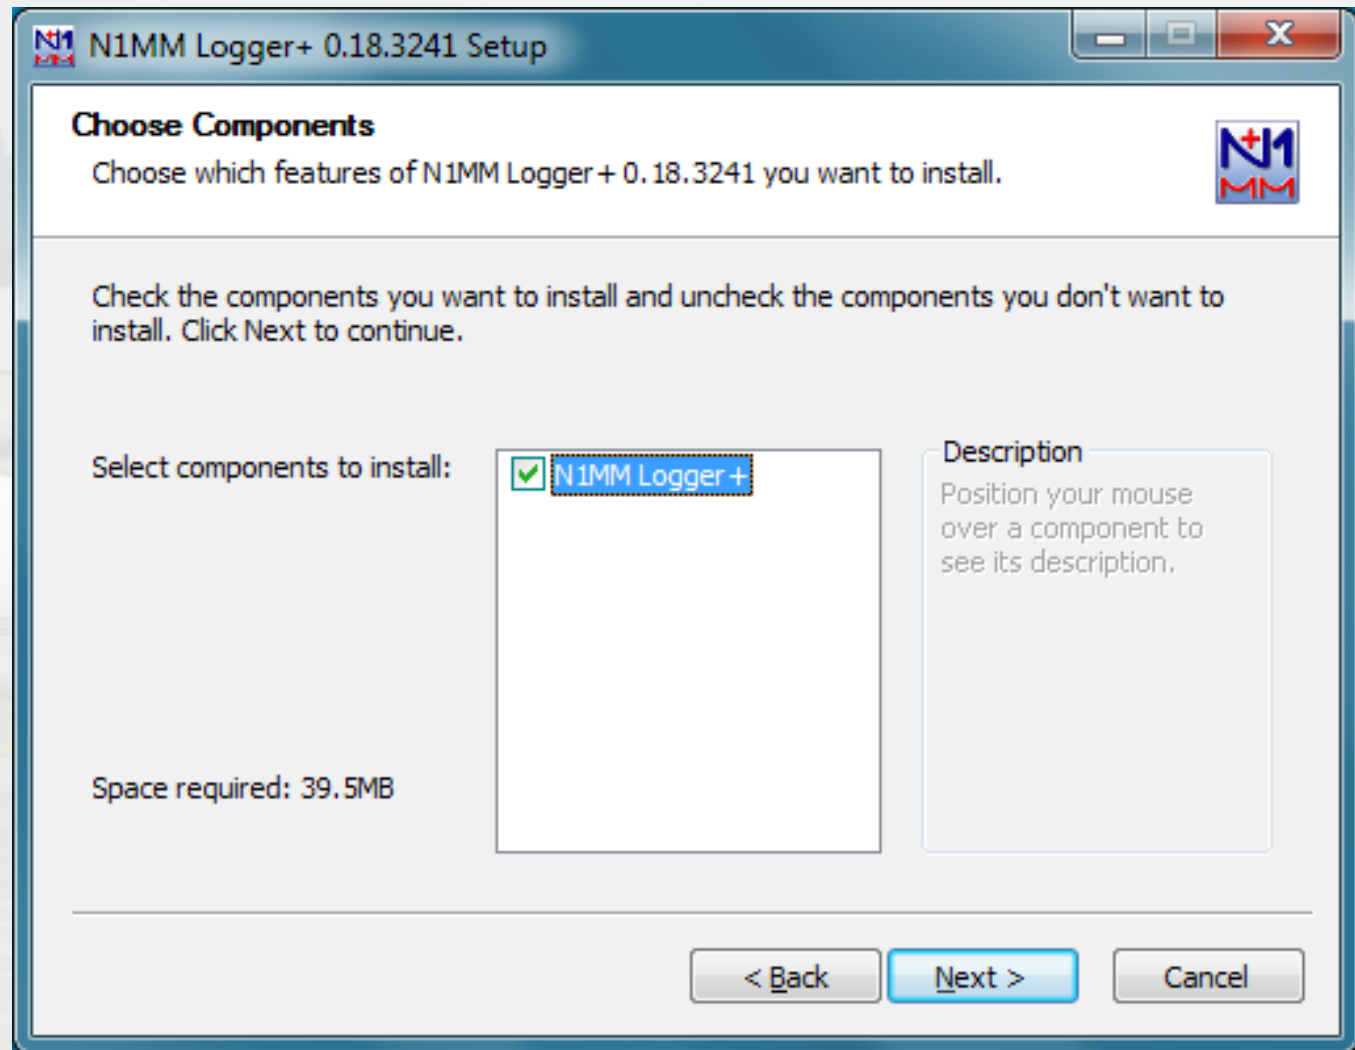 N1MM Logger+ 0.18.3241 Setup
Choose Components
Choose which features of N1MM Logger+ 0.18.3241 you want to install.
N+1
MM
Check the components you want to install and uncheck the components you don't want to
install. Click Next to continue.
Select components to install:
N1MM Logger+
Description
Position your mouse
over a component to
see its description.
Space required: 39.5MB
< Back
Next >
Cancel